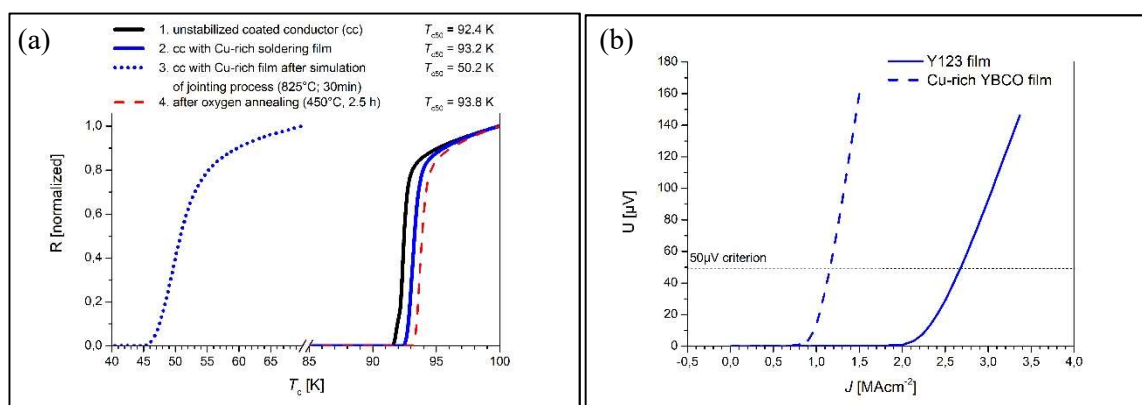 (a)
1. unstabilized coated conductor (cc) Tc50 = 92.4 K
2. cc with Cu-rich soldering film Tc50 = 93.2 K
3. cc with Cu-rich film after simulation Tc50 = 50.2 K
of jointing process (825°C; 30min)
4. after oxygen annealing (450°C, 2.5 h) Tc50 = 93.8 K
1,0
0,8
0,6
0,4
0,2
0,0
R [normalized]
40 45 50 55 60 65 85 90 95 100
Tc [K]
(b)
Y123 film
Cu-rich YBCO film
180
160
140
120
100
80
60
40
20
0
U [µV]
50µV criterion
-0,5 0,0 0,5 1,0 1,5 2,0 2,5 3,0 3,5 4,0
J [MAcm-2]